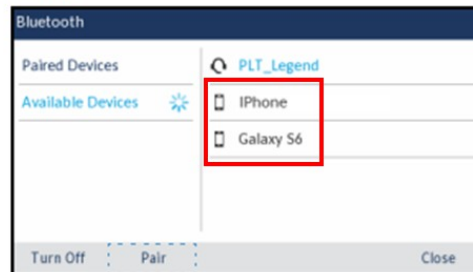 Bluetooth
Paired Devices
PLT_Legend
Available Devices
IPhone
Galaxy S6
Turn Off
Pair
Close